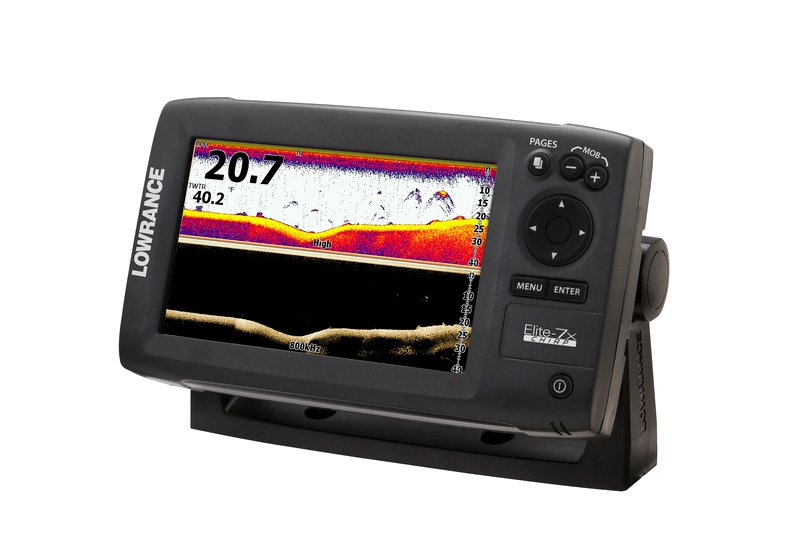 LOWRANCE
20.7
TWTR °F
40.2
High
10
15
20
25
30
40
10
15
20
25
30
40
800kHz
PAGES
MOB
MENU
ENTER
Elite-7x
CHIRP
LOWRANCE